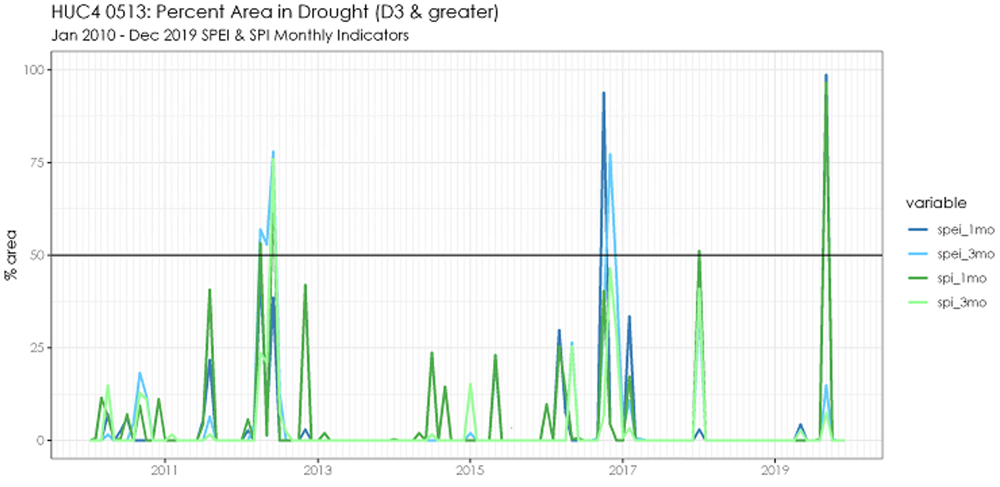 HUC4 0513: Percent Area in Drought (D3 & greater)
Jan 2010 - Dec 2019 SPEI & SPI Monthly Indicators
100
75
50
25
0
% area
2011 2013 2015 2017 2019
variable
spei_1mo
spei_3mo
spi_1mo
spi_3mo